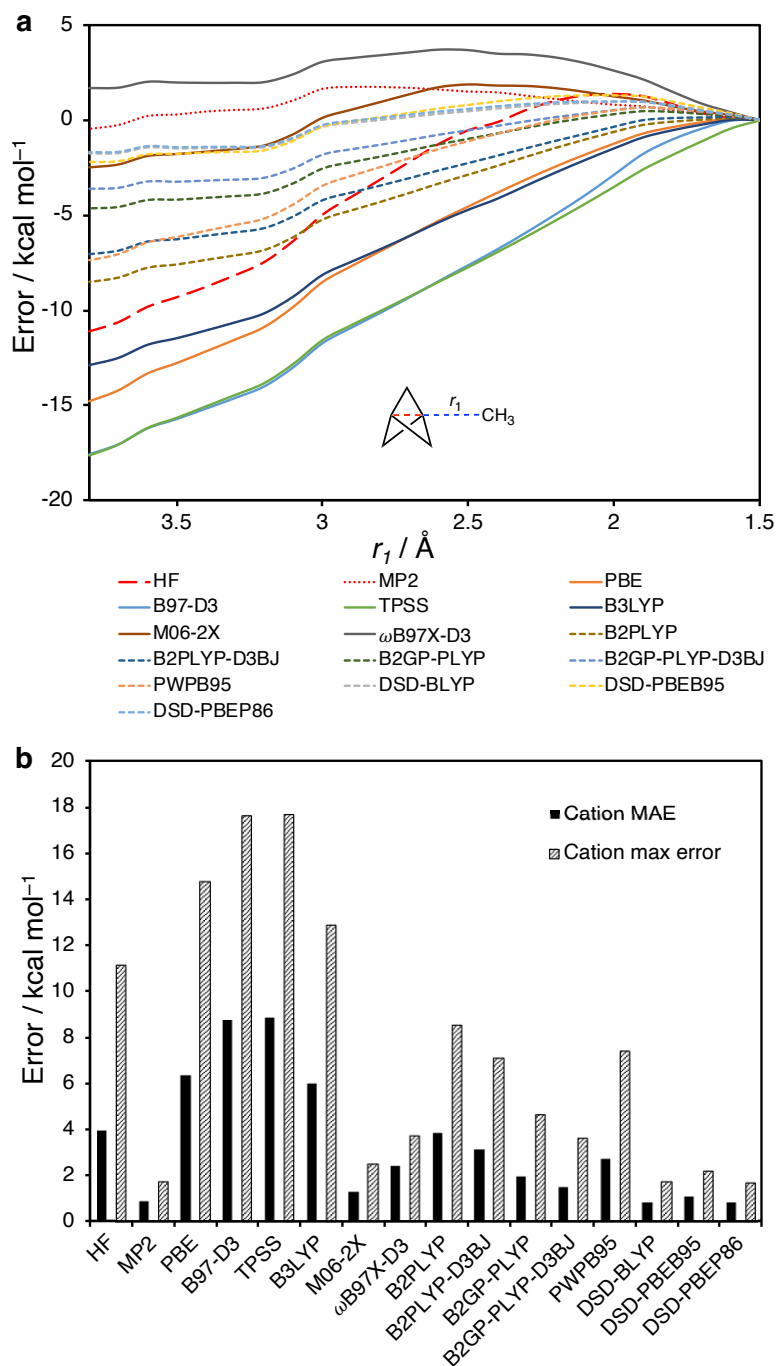 a
5
0
-5
-10
-15
-20
Error / kcal mol⁻¹
r₁
CH₃
3.5 3 2.5 2 1.5
r₁ / Å
HF MP2 PBE
B97-D3 TPSS B3LYP
M06-2X ωB97X-D3 B2PLYP
B2PLYP-D3BJ B2GP-PLYP B2GP-PLYP-D3BJ
PWPB95 DSD-BLYP DSD-PBEB95
DSD-PBEP86
b
20
18
16
14
12
10
8
6
4
2
0
Error / kcal mol⁻¹
Cation MAE
Cation max error
HF
MP2
PBE
B97-D3
TPSS
B3LYP
M06-2X
ωB97X-D3
B2PLYP
B2PLYP-D3BJ
B2GP-PLYP
B2GP-PLYP-D3BJ
PWPB95
DSD-BLYP
DSD-PBEB95
DSD-PBEP86